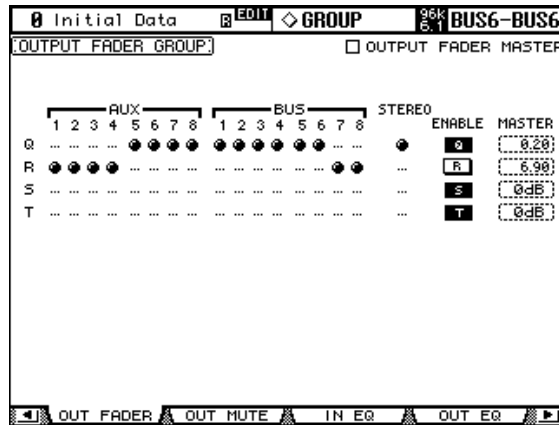 0 Initial Data R EDIT ◇ GROUP 96k 6.1 BUS6-BUS6
OUTPUT FADER GROUP □ OUTPUT FADER MASTER
AUX BUS STEREO
1 2 3 4 5 6 7 8 1 2 3 4 5 6 7 8 ENABLE MASTER
Q Q 0.20
R R 6.90
S S 0dB
T T 0dB
OUT FADER OUT MUTE IN EQ OUT EQ